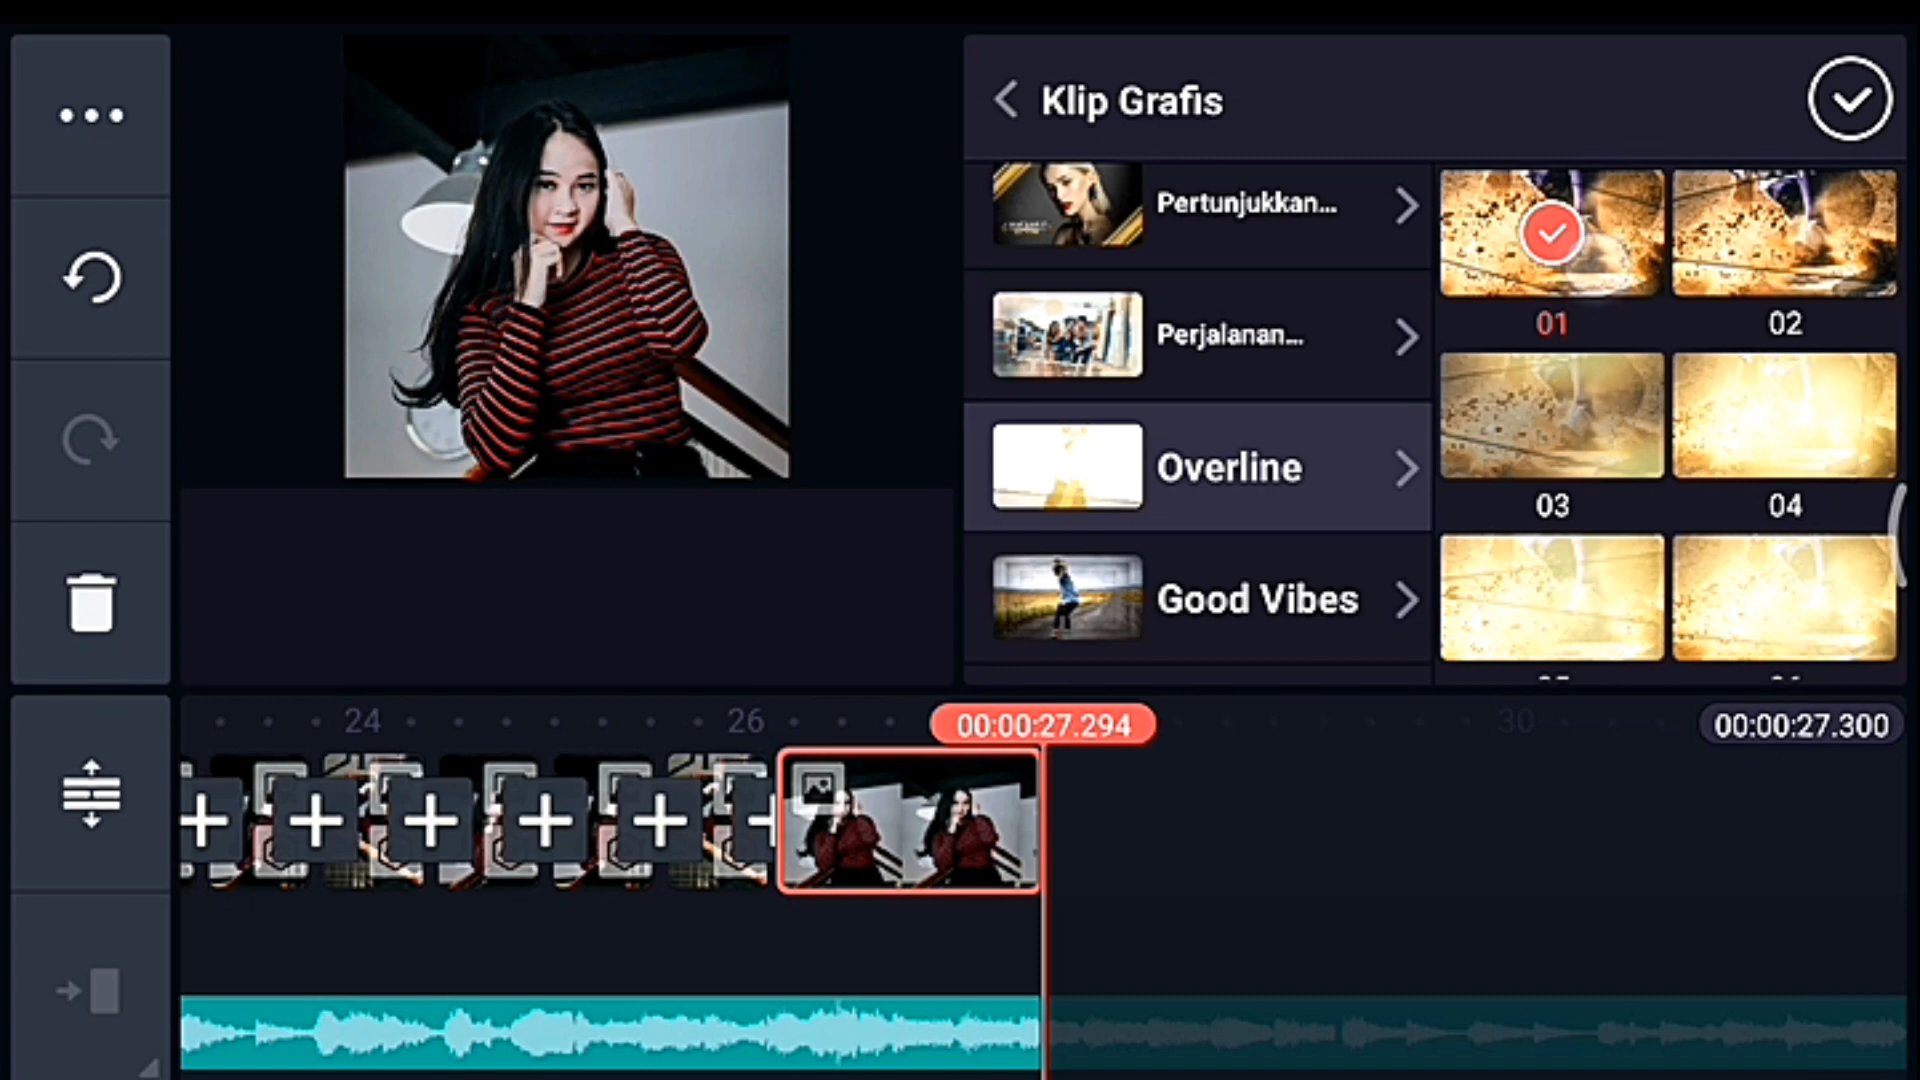 Klip Grafis
Pertunjukkan...
Perjalanan...
Overline
Good Vibes
01
02
03
04
24
26
00:00:27.294
30
00:00:27.300